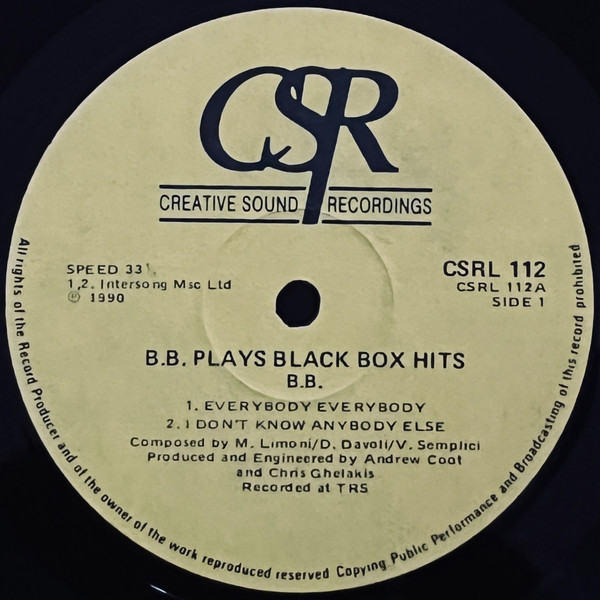 CSR
CREATIVE SOUND RECORDINGS
SPEED 33⅓
1,2. Intersong Msc Ltd
℗ 1990
CSRL 112
CSRL 112A
SIDE 1
B.B. PLAYS BLACK BOX HITS
B.B.
1. EVERYBODY EVERYBODY
2. I DON'T KNOW ANYBODY ELSE
Composed by M. Limoni/D. Davoli/V. Semplici
Produced and Engineered by Andrew Coot
and Chris Ghelakis
Recorded at TRS
All rights of the Record Producer and of the owner of the work reproduced reserved Copying, Public Performance and Broadcasting of this record prohibited